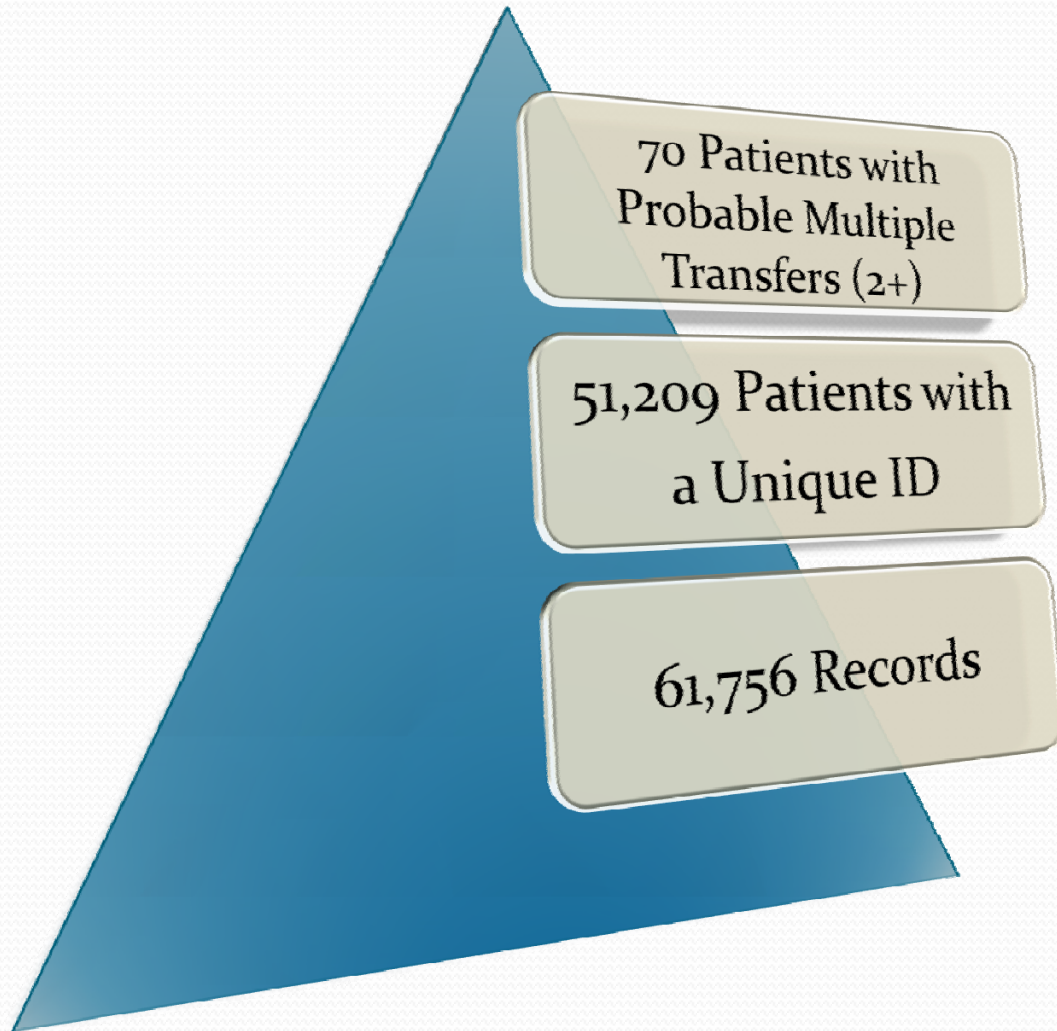 70 Patients with
Probable Multiple
Transfers (2+)
51,209 Patients with
a Unique ID
61,756 Records